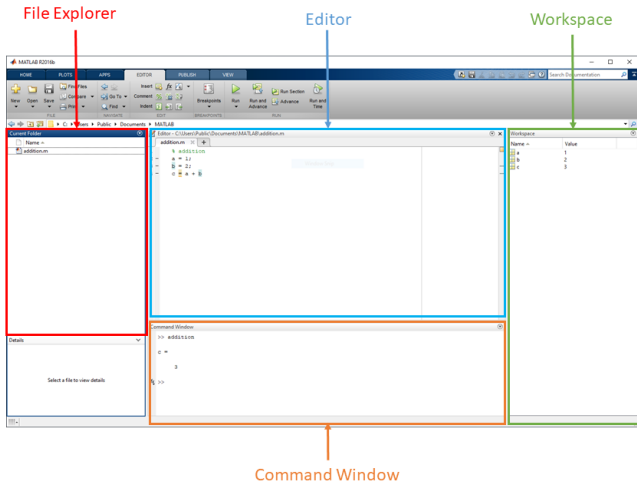 File Explorer
Editor
Workspace
MATLAB R2016b
HOME PLOTS APPS EDITOR PUBLISH VIEW
Search Documentation
New Open Save Find Files Compare Print
Go To Find
Insert Comment Indent
Breakpoints
Run Run and Advance Run Section Advance Run and Time
FILE NAVIGATE EDIT BREAKPOINTS RUN
C: Users Public Documents MATLAB
Current Folder
Name
addition.m
Editor - C:\Users\Public\Documents\MATLAB\addition.m
addition.m
% addition
a = 1;
b = 2;
c = a + b
Workspace
Name Value
a 1
b 2
c 3
Details
Select a file to view details
Command Window
>> addition
c =
3
>>
Command Window